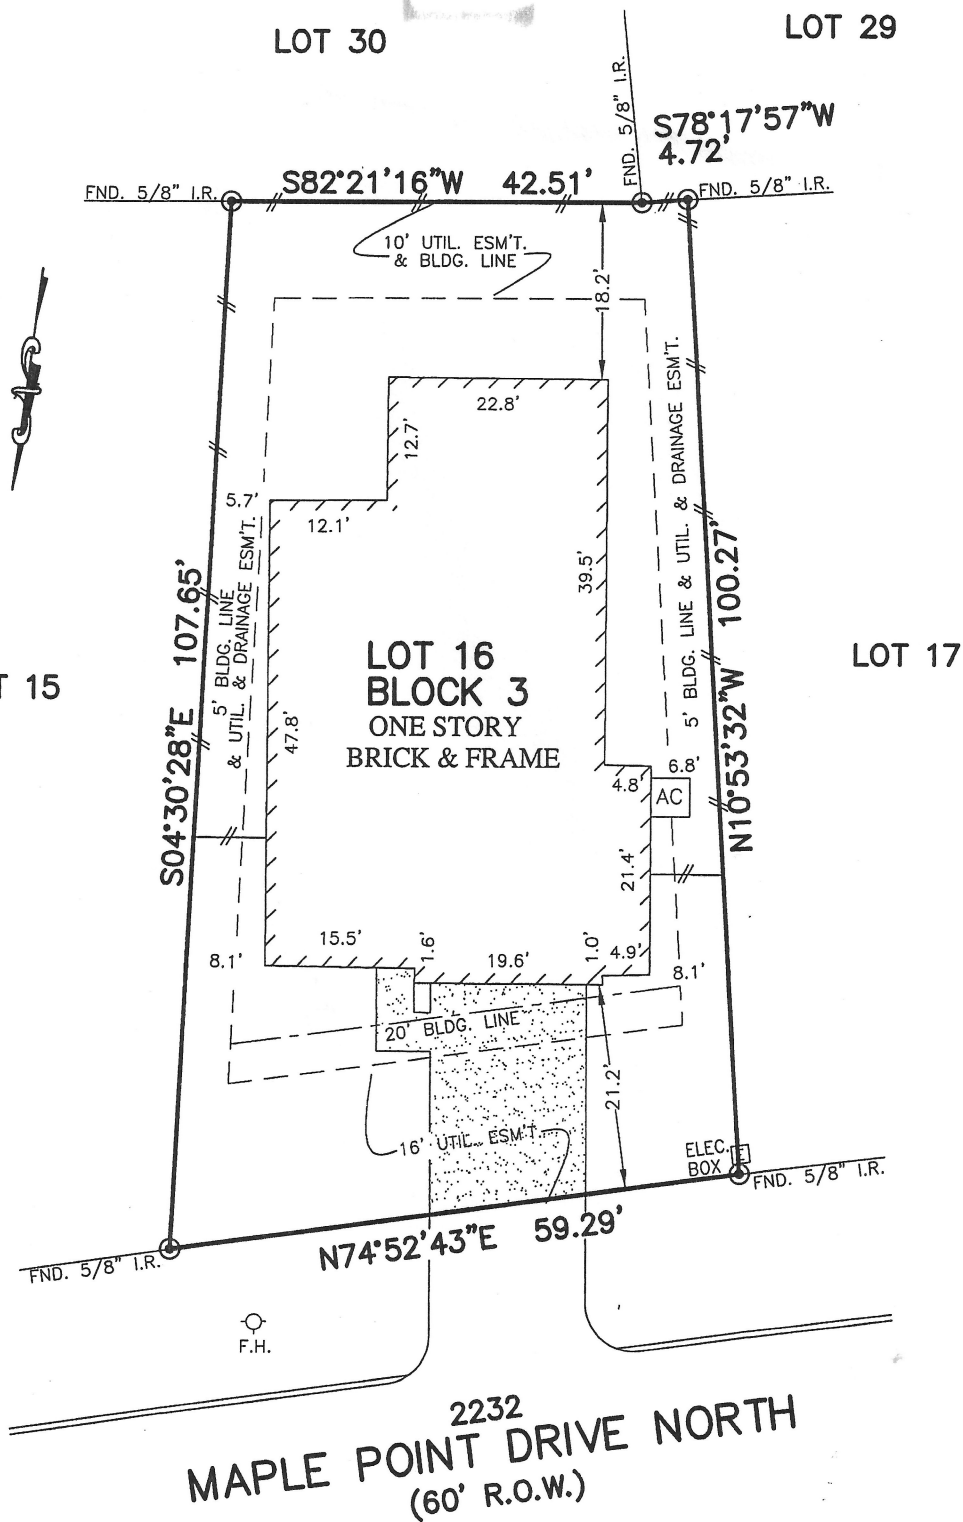 LOT 30
LOT 29
FND. 5/8" I.R.
S78°17'57"W
4.72'
FND. 5/8" I.R.
S82°21'16"W 42.51'
FND. 5/8" I.R.
10' UTIL. ESM'T.
& BLDG. LINE
18.2'
22.8'
12.7'
5.7'
12.1'
39.5'
5' BLDG. LINE & UTIL. & DRAINAGE ESM'T.
N10°53'32"W 100.27'
S04°30'28"E 107.65'
5' BLDG. LINE
& UTIL. & DRAINAGE ESM'T.
47.8'
LOT 16
BLOCK 3
ONE STORY
BRICK & FRAME
LOT 17
T 15
6.8'
4.8'
AC
21.4'
15.5'
1.6'
19.6'
1.0'
4.9'
8.1'
8.1'
20' BLDG. LINE
21.2'
16' UTIL. ESM'T.
ELEC.
BOX
E
FND. 5/8" I.R.
N74°52'43"E 59.29'
FND. 5/8" I.R.
F.H.
2232
MAPLE POINT DRIVE NORTH
(60' R.O.W.)